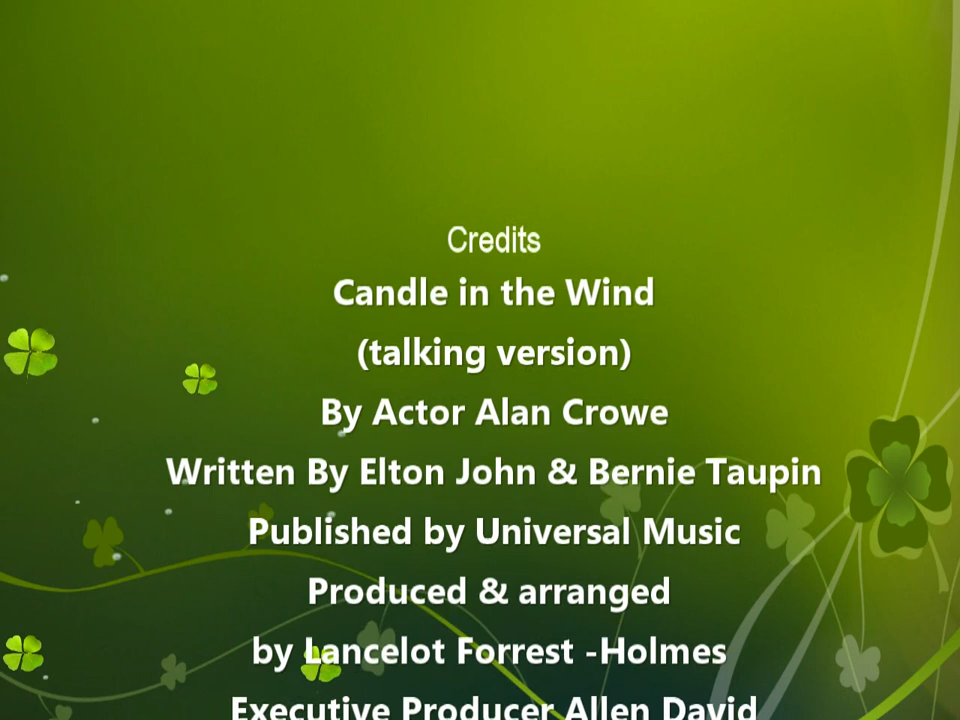 Credits
Candle in the Wind
(talking version)
By Actor Alan Crowe
Written By Elton John & Bernie Taupin
Published by Universal Music
Produced & arranged
by Lancelot Forrest -Holmes
Executive Producer Allen David